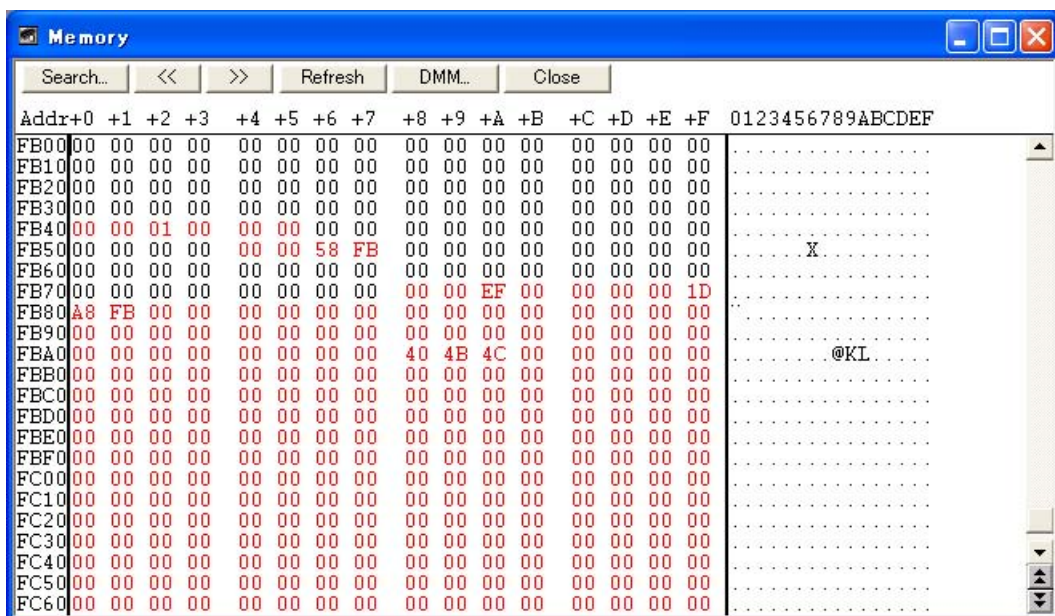 Memory
Search... << >> Refresh DMM... Close
Addr+0 +1 +2 +3 +4 +5 +6 +7 +8 +9 +A +B +C +D +E +F 0123456789ABCDEF
FB00 00 00 00 00 00 00 00 00 00 00 00 00 00 00 00 00 ................
FB10 00 00 00 00 00 00 00 00 00 00 00 00 00 00 00 00 ................
FB20 00 00 00 00 00 00 00 00 00 00 00 00 00 00 00 00 ................
FB30 00 00 00 00 00 00 00 00 00 00 00 00 00 00 00 00 ................
FB40 00 00 01 00 00 00 00 00 00 00 00 00 00 00 00 00 ................
FB50 00 00 00 00 00 00 58 FB 00 00 00 00 00 00 00 00 ......X.........
FB60 00 00 00 00 00 00 00 00 00 00 00 00 00 00 00 00 ................
FB70 00 00 00 00 00 00 00 00 00 00 EF 00 00 00 00 1D ................
FB80 A8 FB 00 00 00 00 00 00 00 00 00 00 00 00 00 00 ¨...............
FB90 00 00 00 00 00 00 00 00 00 00 00 00 00 00 00 00 ................
FBA0 00 00 00 00 00 00 00 00 40 4B 4C 00 00 00 00 00 ........@KL.....
FBB0 00 00 00 00 00 00 00 00 00 00 00 00 00 00 00 00 ................
FBC0 00 00 00 00 00 00 00 00 00 00 00 00 00 00 00 00 ................
FBD0 00 00 00 00 00 00 00 00 00 00 00 00 00 00 00 00 ................
FBE0 00 00 00 00 00 00 00 00 00 00 00 00 00 00 00 00 ................
FBF0 00 00 00 00 00 00 00 00 00 00 00 00 00 00 00 00 ................
FC00 00 00 00 00 00 00 00 00 00 00 00 00 00 00 00 00 ................
FC10 00 00 00 00 00 00 00 00 00 00 00 00 00 00 00 00 ................
FC20 00 00 00 00 00 00 00 00 00 00 00 00 00 00 00 00 ................
FC30 00 00 00 00 00 00 00 00 00 00 00 00 00 00 00 00 ................
FC40 00 00 00 00 00 00 00 00 00 00 00 00 00 00 00 00 ................
FC50 00 00 00 00 00 00 00 00 00 00 00 00 00 00 00 00 ................
FC60 00 00 00 00 00 00 00 00 00 00 00 00 00 00 00 00 ................